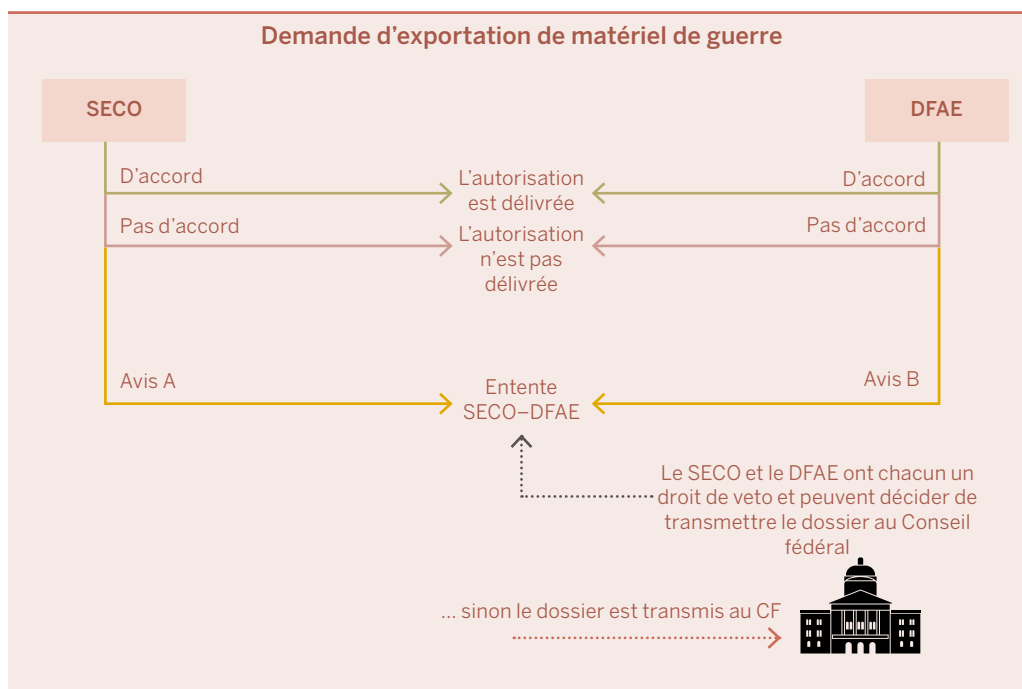 Demande d'exportation de matériel de guerre
SECO
DFAE
D'accord
L'autorisation
est délivrée
D'accord
Pas d'accord
L'autorisation
n'est pas
délivrée
Pas d'accord
Avis A
Entente
SECO–DFAE
Avis B
Le SECO et le DFAE ont chacun un
droit de veto et peuvent décider de
transmettre le dossier au Conseil
fédéral
... sinon le dossier est transmis au CF